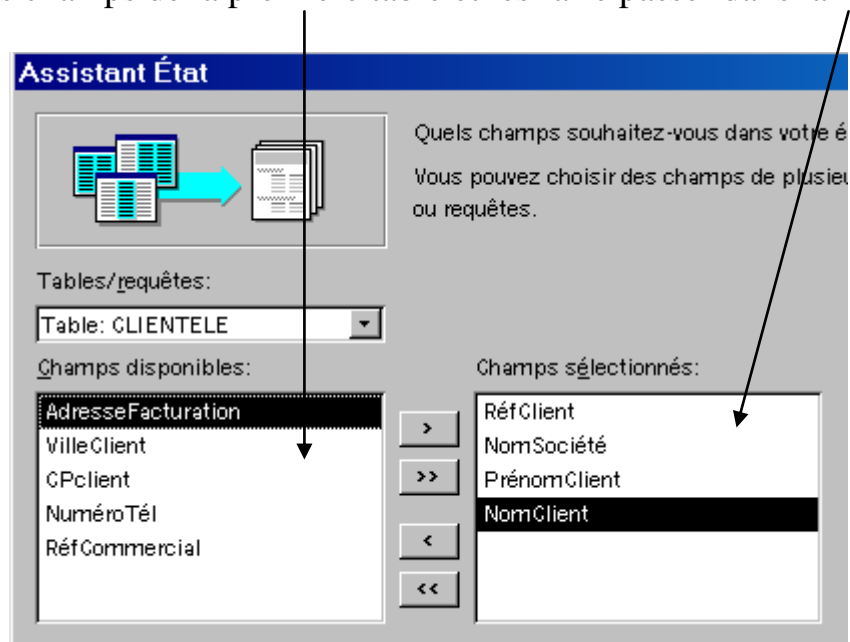 Assistant État
Quels champs souhaitez-vous dans votre é
Vous pouvez choisir des champs de plusieu
ou requêtes.
Tables/requêtes:
Table: CLIENTELE
Champs disponibles:
AdresseFacturation
VilleClient
CPclient
NuméroTél
RéfCommercial
>
>>
<
<<
Champs sélectionnés:
RéfClient
NomSociété
PrénomClient
NomClient